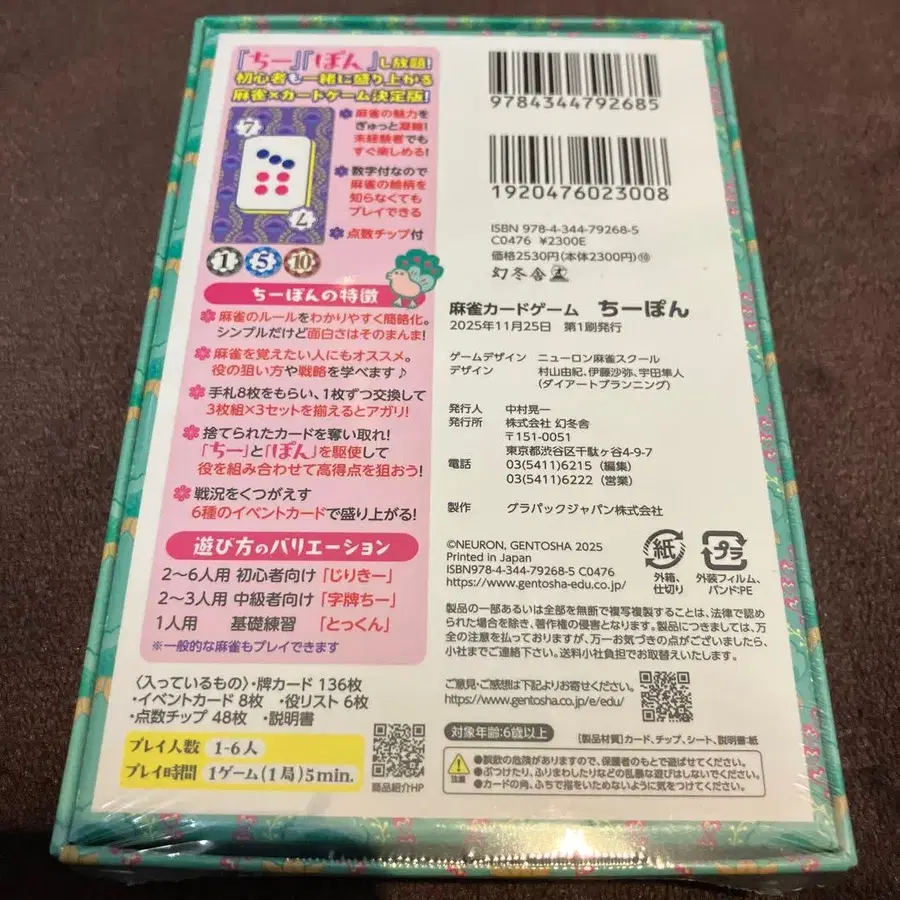 『ちー』『ぽん』し放題!
初心者も一緒に盛り上がる
麻雀×カードゲーム決定版!
麻雀の魅力を
ぎゅっと凝縮!
未経験者でも
すぐ楽しめる!
数字付なので
麻雀の絵柄を
知らなくても
プレイできる
点数チップ付
7
7
1 5 10
ちーぽんの特徴
麻雀のルールをわかりやすく簡略化。
シンプルだけど面白さはそのまんま!
麻雀を覚えたい人にもオススメ。
役の狙い方や戦略を学べます♪
手札8枚をもらい、1枚ずつ交換して
3枚組×3セットを揃えるとアガリ!
捨てられたカードを奪い取れ!
「ちー」と「ぽん」を駆使して
役を組み合わせて高得点を狙おう!
戦況をくつがえす
6種のイベントカードで盛り上がる!
遊び方のバリエーション
2〜6人用 初心者向け「じりきー」
2〜3人用 中級者向け「字牌ちー」
1人用 基礎練習 「とっくん」
※一般的な麻雀もプレイできます
〈入っているもの〉・牌カード 136枚
・イベントカード 8枚 ・役リスト 6枚
・点数チップ 48枚 ・説明書
プレイ人数 1-6人
プレイ時間 1ゲーム(1局)5min.
商品紹介HP
9784344792685
1920476023008
ISBN 978-4-344-79268-5
C0476 ¥2300E
価格2530円(本体2300円)⑩
幻冬舎
麻雀カードゲーム ちーぽん
2025年11月25日 第1刷発行
ゲームデザイン ニューロン麻雀スクール
デザイン 村山由紀、伊藤沙弥、宇田隼人
(ダイアートプランニング)
発行人 中村晃一
発行所 株式会社 幻冬舎
〒151-0051
東京都渋谷区千駄ヶ谷4-9-7
電話 03(5411)6215(編集)
03(5411)6222(営業)
製作 グラパックジャパン株式会社
©NEURON, GENTOSHA 2025
Printed in Japan
ISBN978-4-344-79268-5 C0476
https://www.gentosha-edu.co.jp/
紙
外箱、
仕切り
プラ
外装フィルム、
バンド:PE
製品の一部あるいは全部を無断で複写複製することは、法律で認め
られた場合を除き、著作権の侵害となります。製品につきましては、万
全の注意を払っておりますが、万一お気づきの点がございましたら、
小社までご連絡下さい。送料小社負担でお取替えいたします。
ご意見・ご感想は下記よりお寄せください。
https://www.gentosha.co.jp/e/edu/
対象年齢:6歳以上
【製品材質】カード、チップ、シート、説明書:紙
注意
●誤飲の危険がありますので、保護者のもとで遊ばせてください。
●ぶつけたり、ふりまわしたりなどの乱暴な遊びはしないでください。
●カードの角、ふちで指をいためないように気をつけてください。